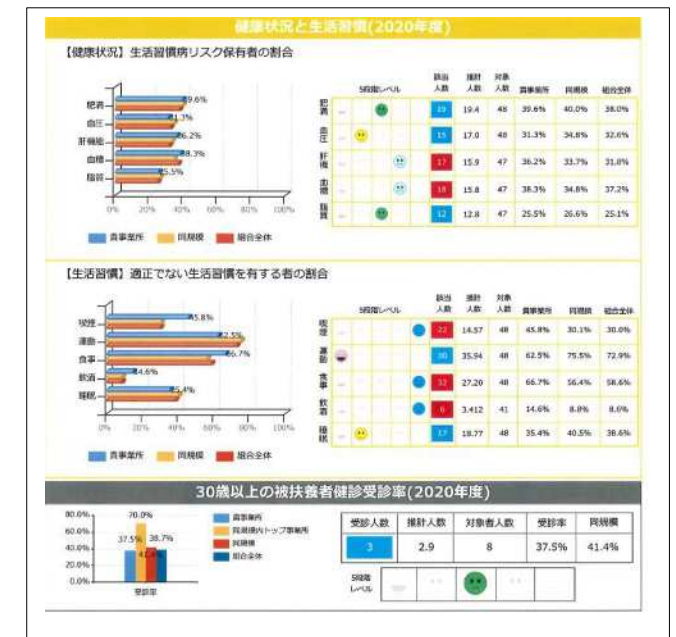 健康状況と生活習慣(2020年度)
【健康状況】生活習慣病リスク保有者の割合
肥満
血圧
肝機能
血糖
脂質
39.6%
31.3%
36.2%
38.3%
25.5%
0% 20% 40% 60% 80% 100%
貴事業所 同規模 組合全体
5段階レベル 該当人数 推計人数 対象人数 貴事業所 同規模 組合全体
肥満 19 19.4 48 39.6% 40.0% 38.0%
血圧 15 17.0 48 31.3% 34.8% 32.6%
肝機 17 15.9 47 36.2% 33.7% 31.8%
血糖 18 15.8 47 38.3% 34.8% 37.2%
脂質 12 12.8 47 25.5% 26.6% 25.1%
【生活習慣】適正でない生活習慣を有する者の割合
喫煙
運動
食事
飲酒
睡眠
45.8%
62.5%
66.7%
14.6%
35.4%
0% 20% 40% 60% 80% 100%
貴事業所 同規模 組合全体
5段階レベル 該当人数 推計人数 対象人数 貴事業所 同規模 組合全体
喫煙 22 14.57 48 45.8% 30.1% 30.0%
運動 30 35.94 48 62.5% 75.5% 72.9%
食事 32 27.20 48 66.7% 56.4% 58.6%
飲酒 6 3.412 41 14.6% 8.8% 8.6%
睡眠 17 18.77 48 35.4% 40.5% 38.6%
30歳以上の被扶養者健診受診率(2020年度)
80.0%
60.0%
40.0%
20.0%
0.0%
70.0%
37.5%
41.4%
38.7%
受診率
貴事業所
同規模内トップ事業所
同規模
組合全体
受診人数 推計人数 対象者人数 受診率 同規模
3 2.9 8 37.5% 41.4%
5段階レベル